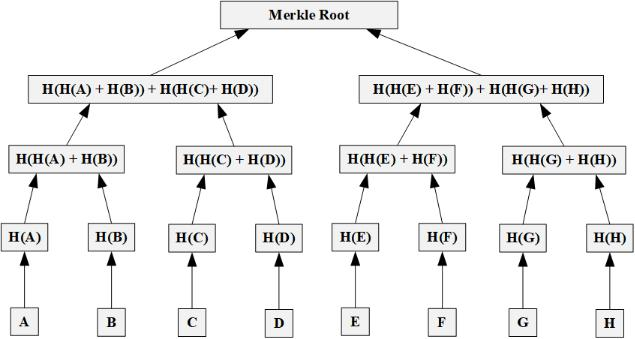 Merkle Root
H(H(A) + H(B)) + H(H(C)+ H(D))
H(H(E) + H(F)) + H(H(G)+ H(H))
H(H(A) + H(B))
H(H(C) + H(D))
H(H(E) + H(F))
H(H(G) + H(H))
H(A)
H(B)
H(C)
H(D)
H(E)
H(F)
H(G)
H(H)
A
B
C
D
E
F
G
H